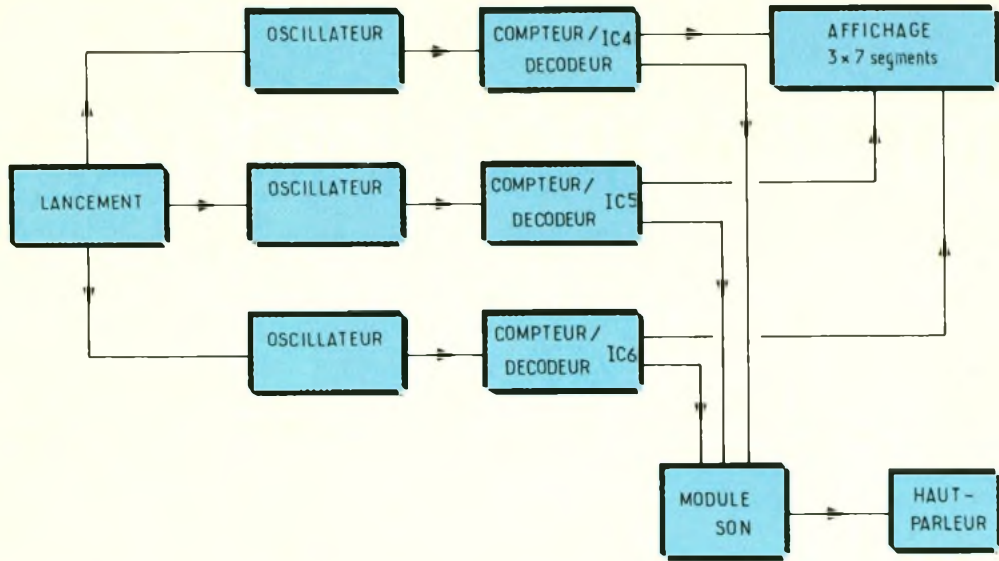 OSCILLATEUR
COMPTEUR / IC4
DECODEUR
AFFICHAGE
3 x 7 segments
LANCEMENT
OSCILLATEUR
COMPTEUR / IC5
DECODEUR
OSCILLATEUR
COMPTEUR / IC6
DECODEUR
MODULE
SON
HAUT-
PARLEUR